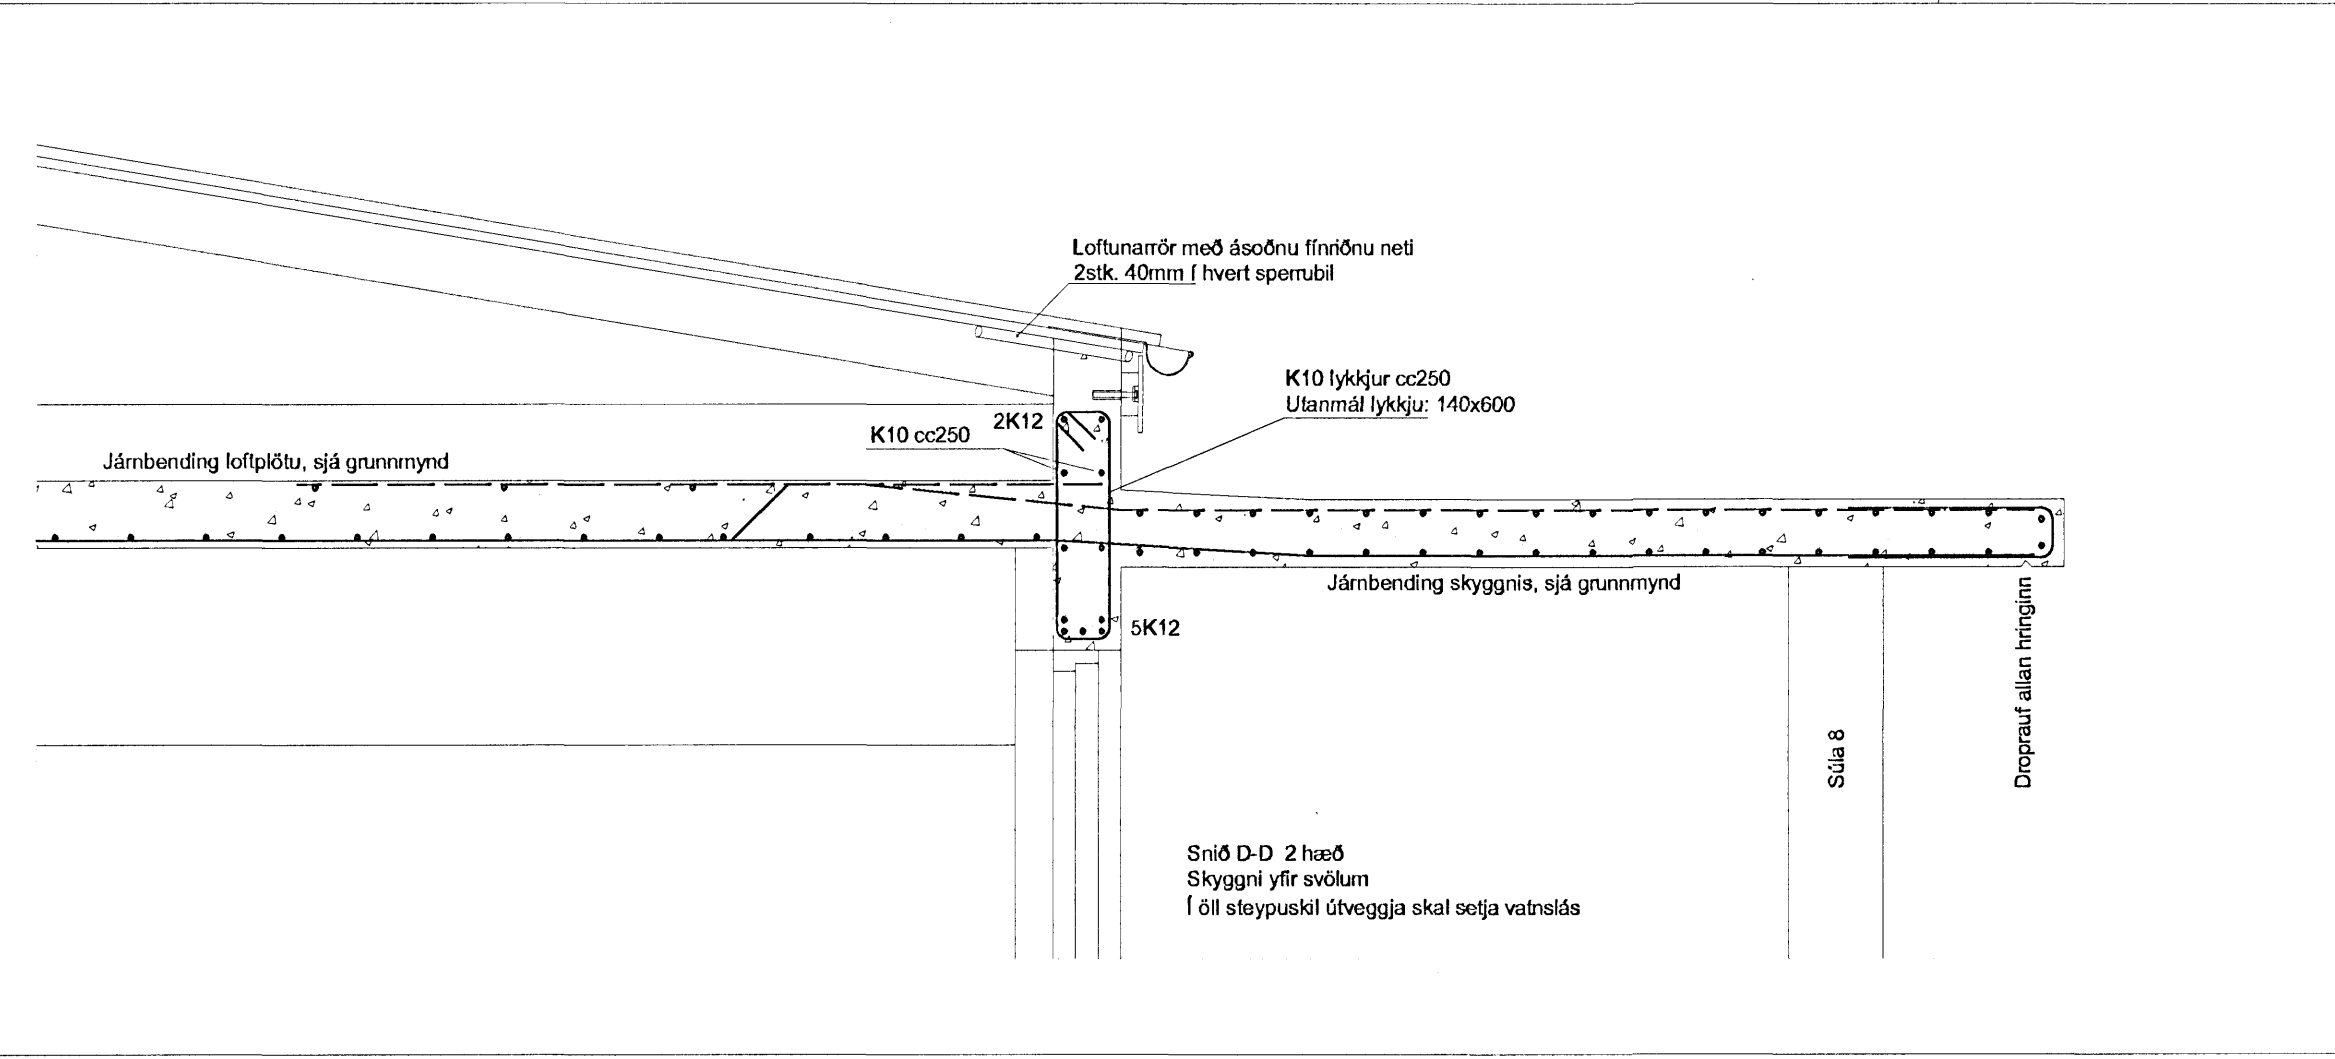 Loftunarrör með ásoðnu fínriðnu neti
2stk. 40mm í hvert sperrubil
K10 lykkjur cc250
Utanmál lykkju: 140x600
2K12
K10 cc250
Járnbending loftplötu, sjá grunnmynd
Járnbending skyggnis, sjá grunnmynd
5K12
Súla 8
Droprauf allan hringinn
Snið D-D 2 hæð
Skyggni yfir svölum
Í öll steypuskil útveggja skal setja vatnslás